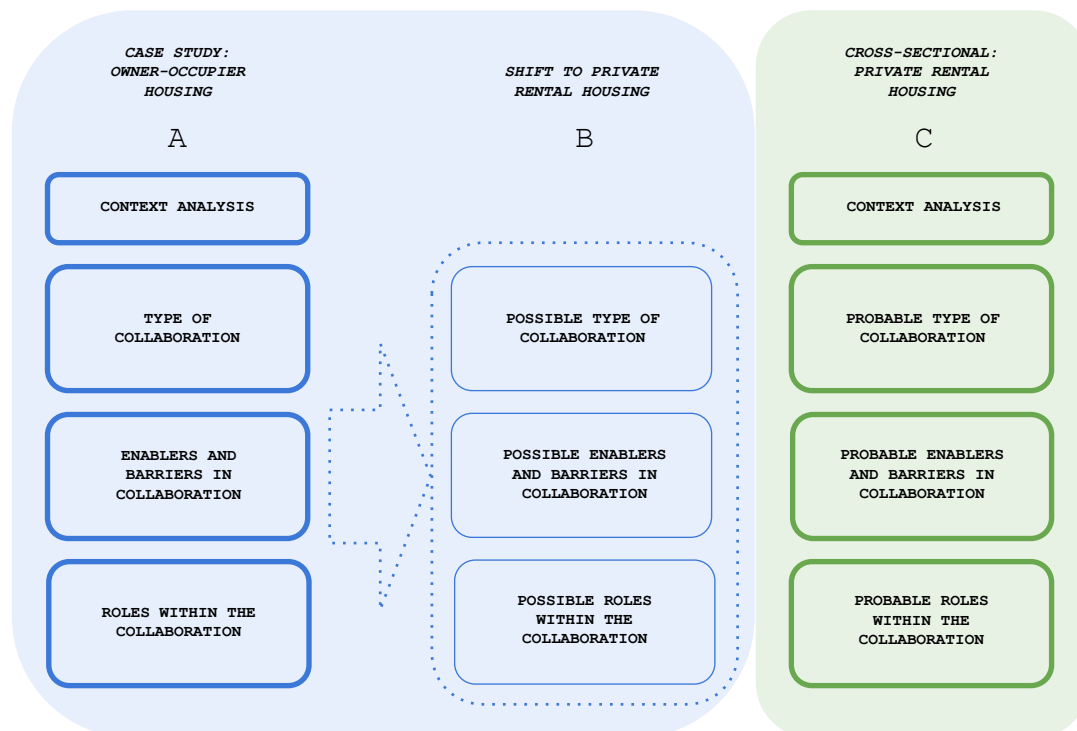 CASE STUDY:
OWNER-OCCUPIER
HOUSING
A
CONTEXT ANALYSIS
TYPE OF
COLLABORATION
ENABLERS AND
BARRIERS IN
COLLABORATION
ROLES WITHIN THE
COLLABORATION
SHIFT TO PRIVATE
RENTAL HOUSING
B
POSSIBLE TYPE OF
COLLABORATION
POSSIBLE ENABLERS
AND BARRIERS IN
COLLABORATION
POSSIBLE ROLES
WITHIN THE
COLLABORATION
CROSS-SECTIONAL:
PRIVATE RENTAL
HOUSING
C
CONTEXT ANALYSIS
PROBABLE TYPE OF
COLLABORATION
PROBABLE ENABLERS
AND BARRIERS IN
COLLABORATION
PROBABLE ROLES
WITHIN THE
COLLABORATION